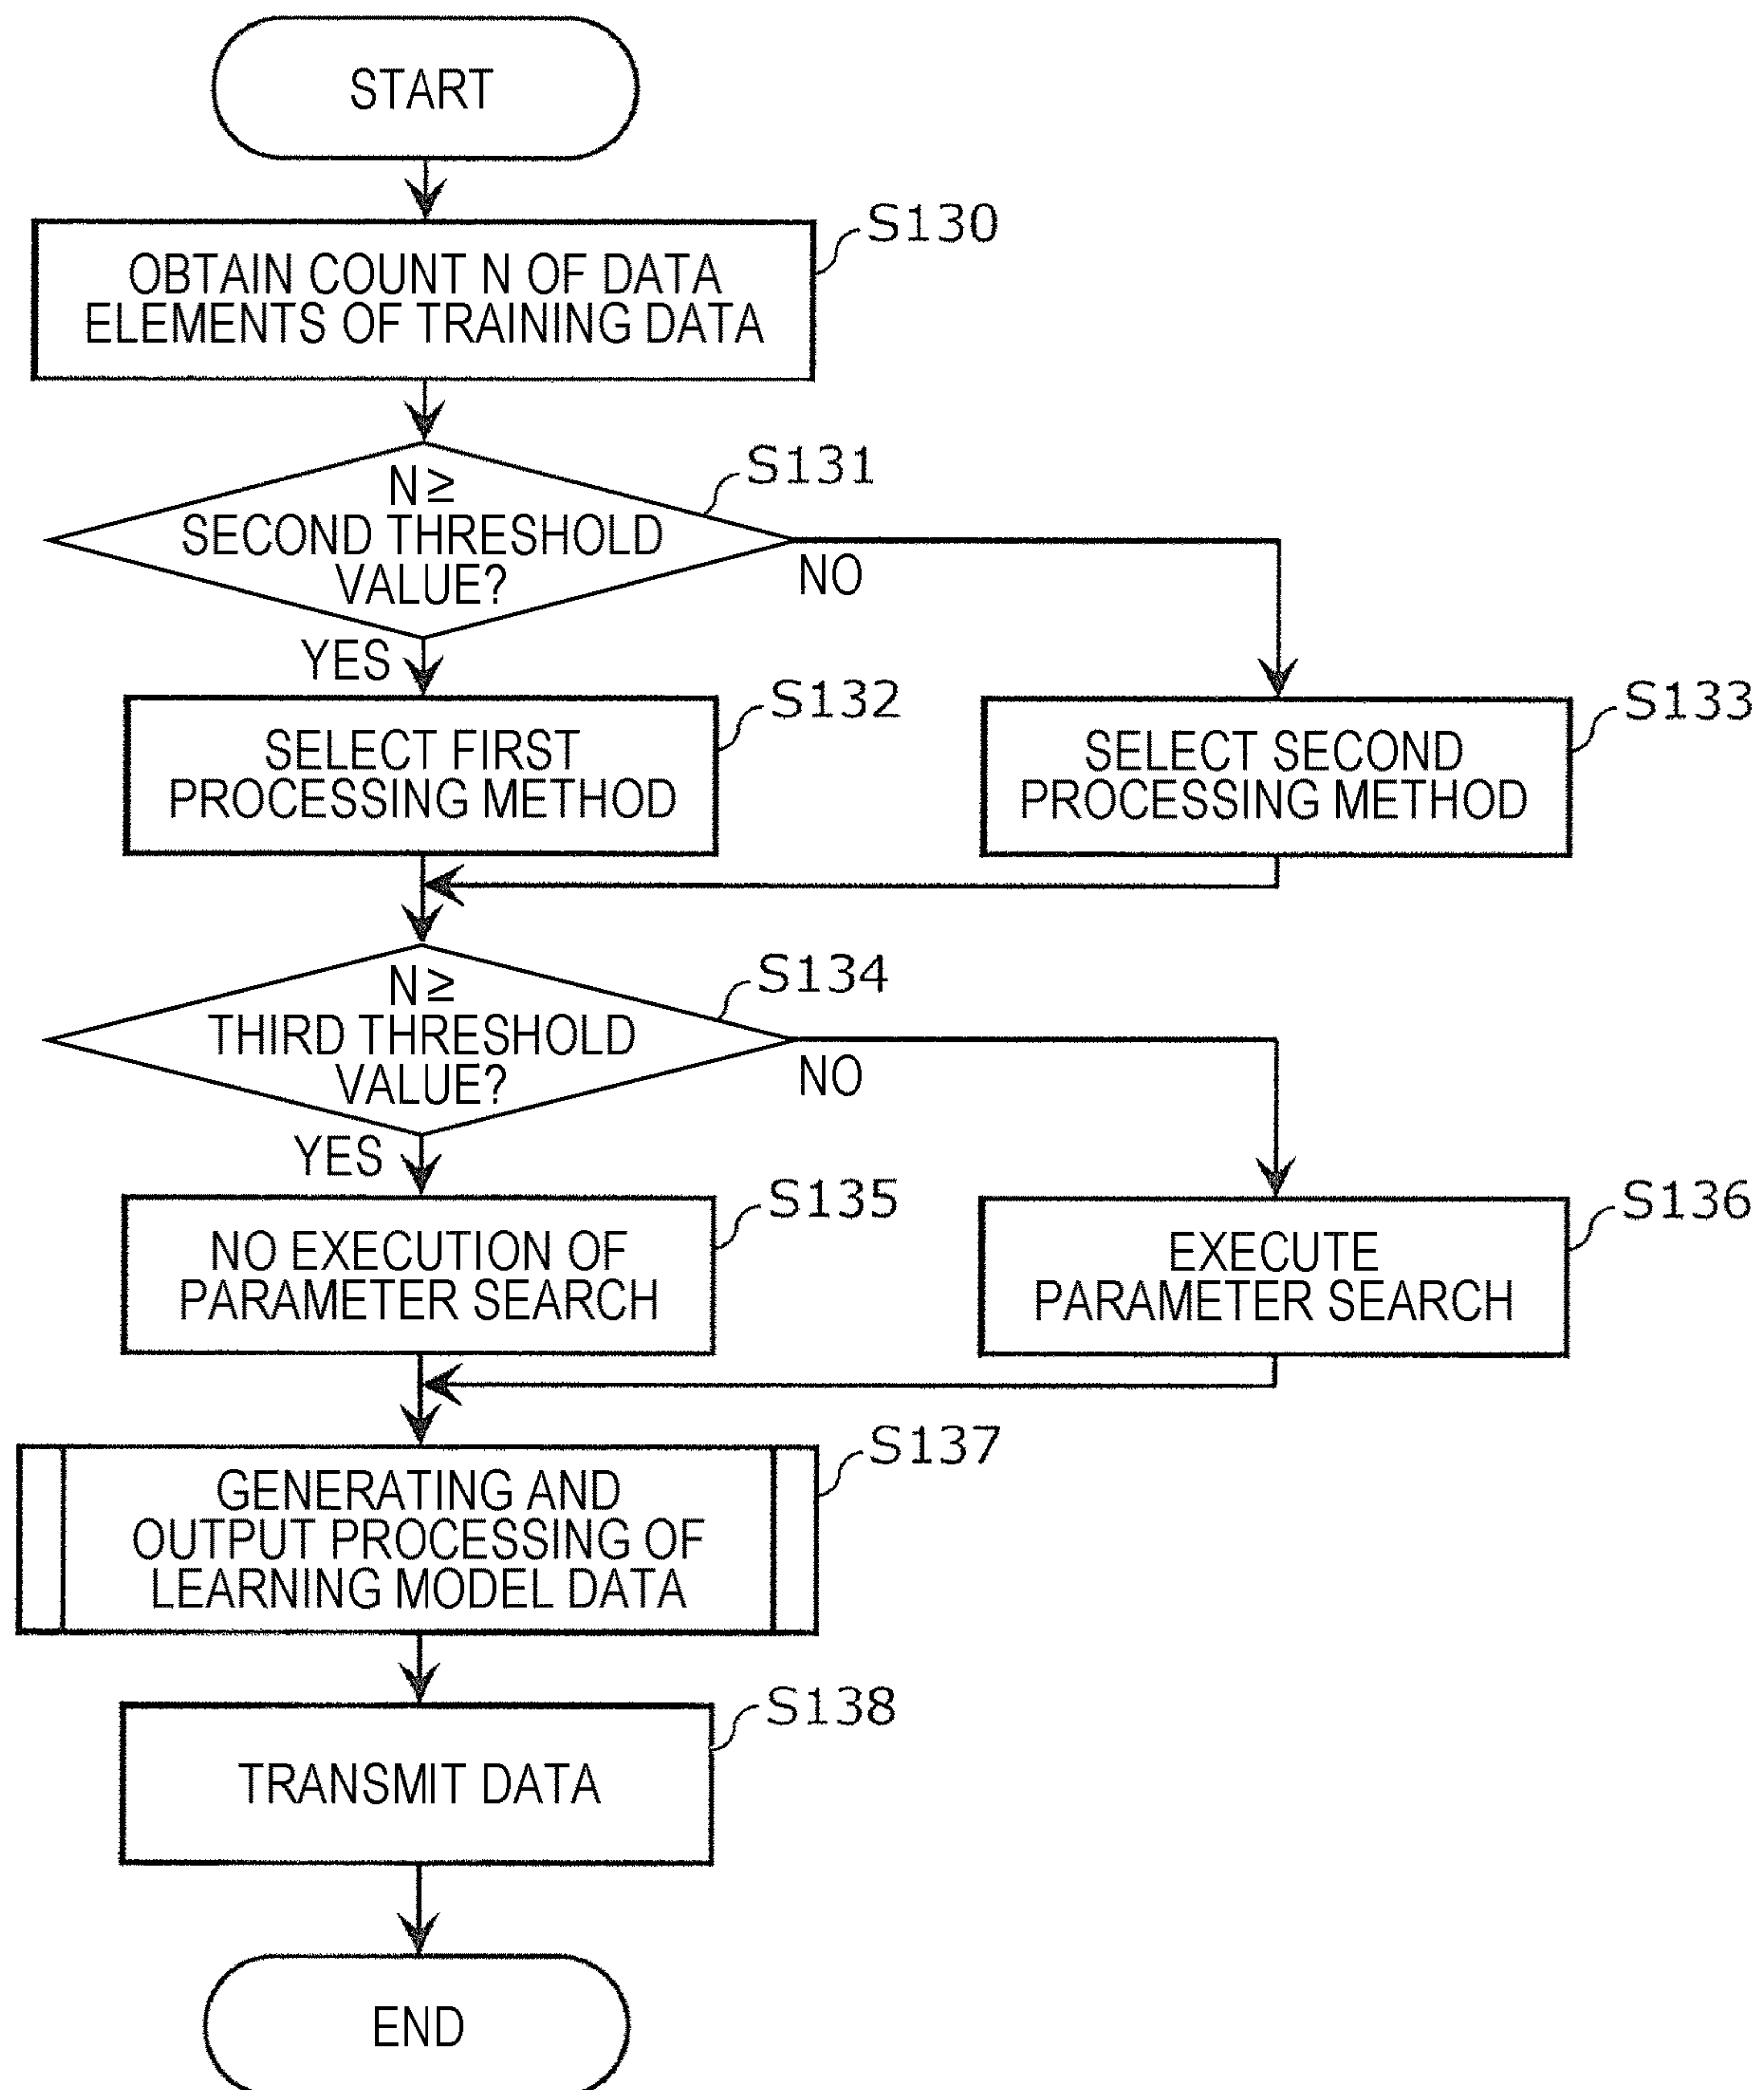 START
S130
OBTAIN COUNT N OF DATA
ELEMENTS OF TRAINING DATA
S131
N ≥
SECOND THRESHOLD
VALUE?
NO
YES
S132
SELECT FIRST
PROCESSING METHOD
S133
SELECT SECOND
PROCESSING METHOD
S134
N ≥
THIRD THRESHOLD
VALUE?
NO
YES
S135
NO EXECUTION OF
PARAMETER SEARCH
S136
EXECUTE
PARAMETER SEARCH
S137
GENERATING AND
OUTPUT PROCESSING OF
LEARNING MODEL DATA
S138
TRANSMIT DATA
END